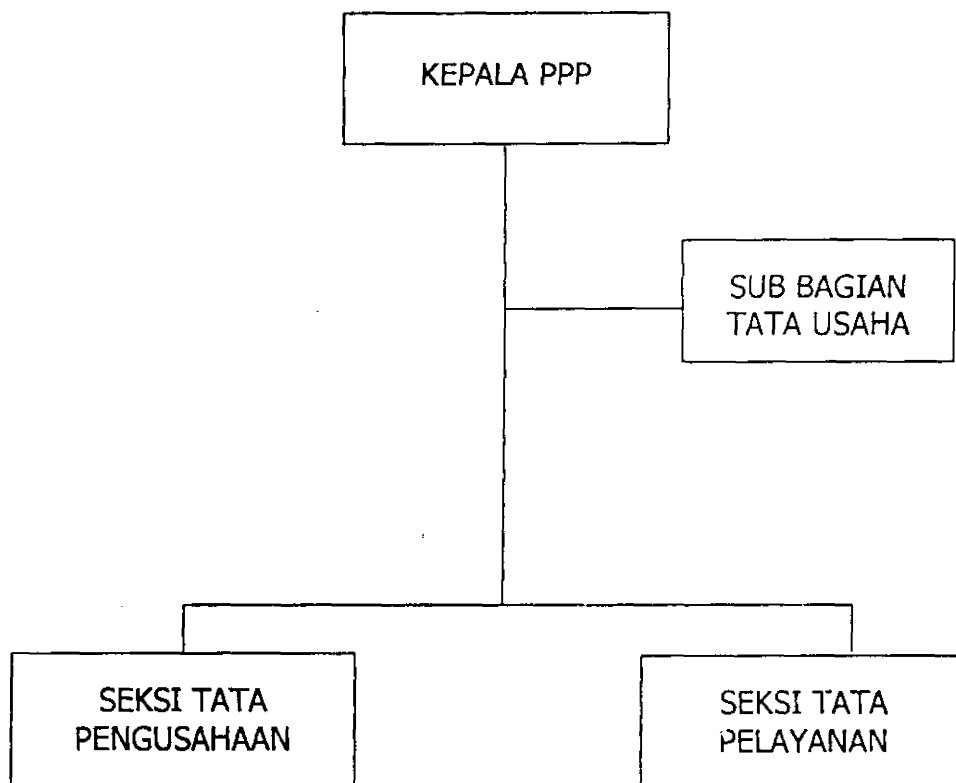 KEPALA PPP
SUB BAGIAN
TATA USAHA
SEKSI TATA
PENGUSAHAAN
SEKSI TATA
PELAYANAN